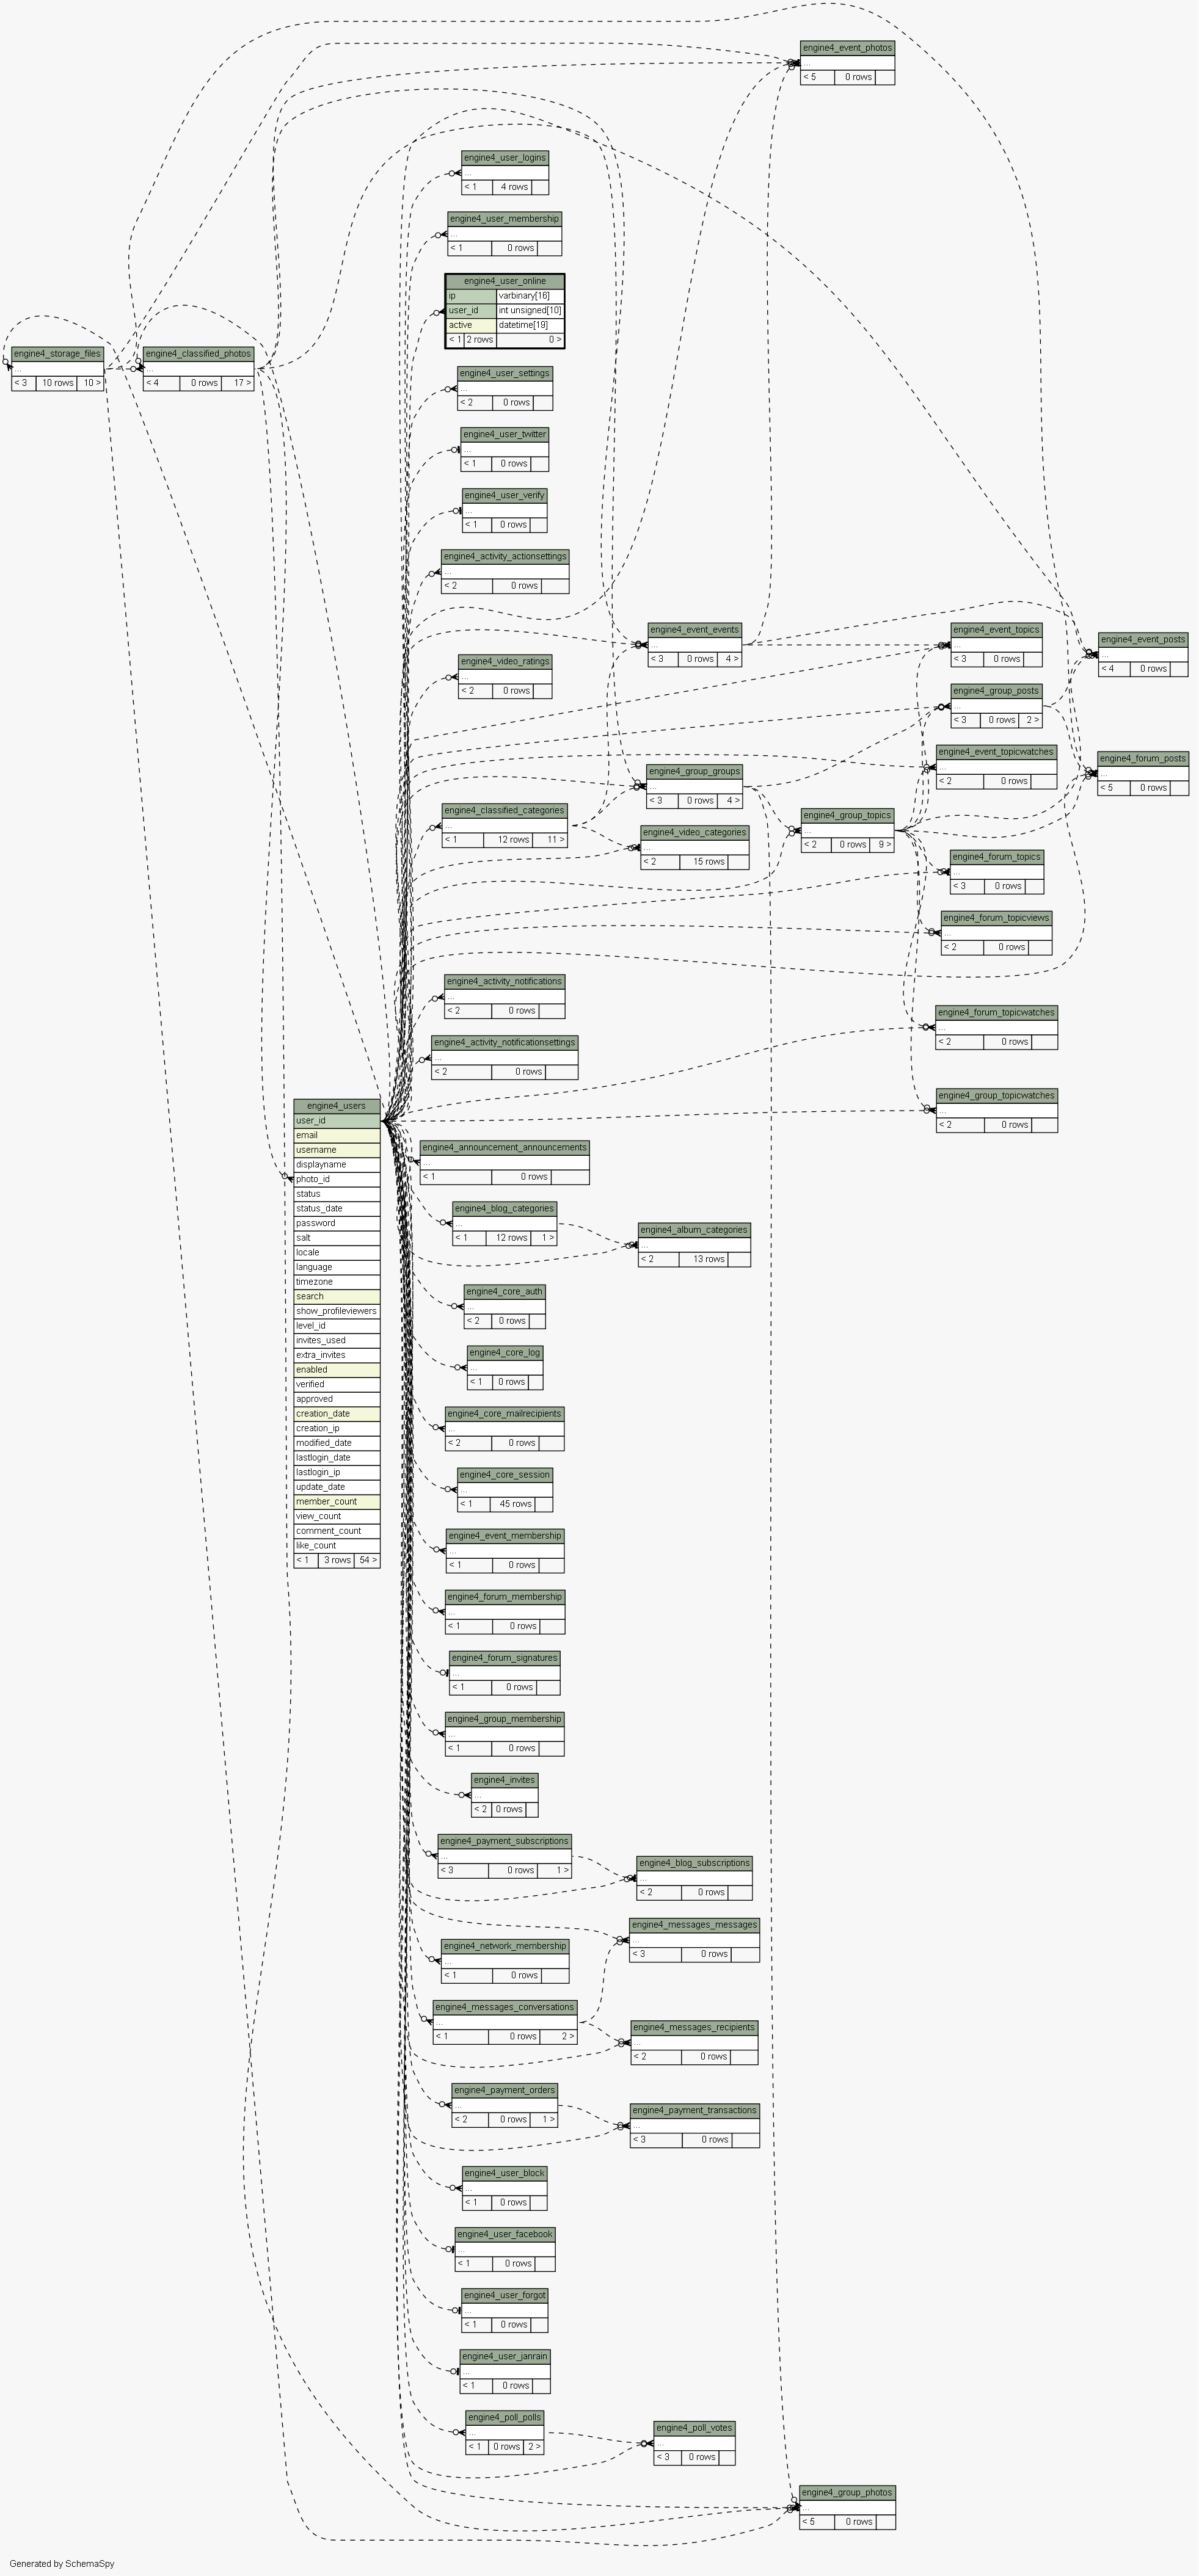 engine4_event_photos
...
< 5 0 rows
engine4_user_logins
...
< 1 4 rows
engine4_user_membership
...
< 1 0 rows
engine4_user_online
ip varbinary[16]
user_id int unsigned[10]
active datetime[19]
< 1 2 rows 0 >
engine4_storage_files
...
< 3 10 rows 10 >
engine4_classified_photos
...
< 4 0 rows 17 >
engine4_user_settings
...
< 2 0 rows
engine4_user_twitter
...
< 1 0 rows
engine4_user_verify
...
< 1 0 rows
engine4_activity_actionsettings
...
< 2 0 rows
engine4_event_events
...
< 3 0 rows 4 >
engine4_event_topics
...
< 3 0 rows
engine4_event_posts
...
< 4 0 rows
engine4_video_ratings
...
< 2 0 rows
engine4_group_posts
...
< 3 0 rows 2 >
engine4_event_topicwatches
...
< 2 0 rows
engine4_forum_posts
...
< 5 0 rows
engine4_group_groups
...
< 3 0 rows 4 >
engine4_classified_categories
...
< 1 12 rows 11 >
engine4_group_topics
...
< 2 0 rows 9 >
engine4_video_categories
...
< 2 15 rows
engine4_forum_topics
...
< 3 0 rows
engine4_forum_topicviews
...
< 2 0 rows
engine4_activity_notifications
...
< 2 0 rows
engine4_forum_topicwatches
...
< 2 0 rows
engine4_activity_notificationsettings
...
< 2 0 rows
engine4_group_topicwatches
...
< 2 0 rows
engine4_users
user_id
email
username
displayname
photo_id
status
status_date
password
salt
locale
language
timezone
search
show_profileviewers
level_id
invites_used
extra_invites
enabled
verified
approved
creation_date
creation_ip
modified_date
lastlogin_date
lastlogin_ip
update_date
member_count
view_count
comment_count
like_count
< 1 3 rows 54 >
engine4_announcement_announcements
...
< 1 0 rows
engine4_blog_categories
...
< 1 12 rows 1 >
engine4_album_categories
...
< 2 13 rows
engine4_core_auth
...
< 2 0 rows
engine4_core_log
...
< 1 0 rows
engine4_core_mailrecipients
...
< 2 0 rows
engine4_core_session
...
< 1 45 rows
engine4_event_membership
...
< 1 0 rows
engine4_forum_membership
...
< 1 0 rows
engine4_forum_signatures
...
< 1 0 rows
engine4_group_membership
...
< 1 0 rows
engine4_invites
...
< 2 0 rows
engine4_payment_subscriptions
...
< 3 0 rows 1 >
engine4_blog_subscriptions
...
< 2 0 rows
engine4_messages_messages
...
< 3 0 rows
engine4_network_membership
...
< 1 0 rows
engine4_messages_conversations
...
< 1 0 rows 2 >
engine4_messages_recipients
...
< 2 0 rows
engine4_payment_orders
...
< 2 0 rows 1 >
engine4_payment_transactions
...
< 3 0 rows
engine4_user_block
...
< 1 0 rows
engine4_user_facebook
...
< 1 0 rows
engine4_user_forgot
...
< 1 0 rows
engine4_user_janrain
...
< 1 0 rows
engine4_poll_polls
...
< 1 0 rows 2 >
engine4_poll_votes
...
< 3 0 rows
engine4_group_photos
...
< 5 0 rows
Generated by SchemaSpy